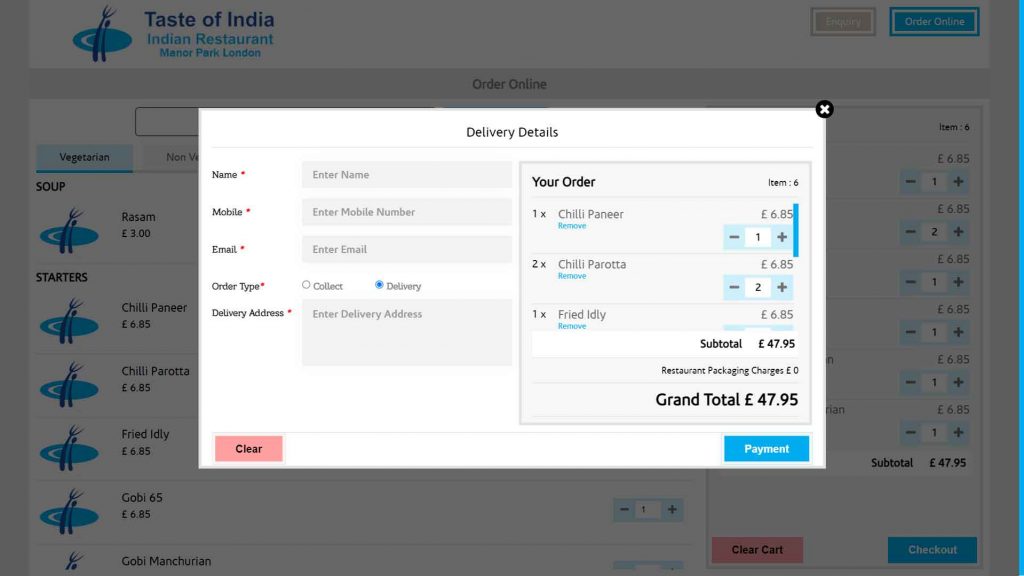 Taste of India
Indian Restaurant
Manor Park London
Enquiry
Order Online
Order Online
Item : 6
Vegetarian
Non Ve
SOUP
Rasam
£ 3.00
STARTERS
Chilli Paneer
£ 6.85
Chilli Parotta
£ 6.85
Fried Idly
£ 6.85
Gobi 65
£ 6.85
1
Gobi Manchurian
Delivery Details
Name *
Enter Name
Mobile *
Enter Mobile Number
Email *
Enter Email
Order Type*
Collect
Delivery
Delivery Address *
Enter Delivery Address
Your Order
Item : 6
1 x Chilli Paneer £ 6.85
Remove
1
2 x Chilli Parotta £ 6.85
Remove
2
1 x Fried Idly £ 6.85
Remove
Subtotal £ 47.95
Restaurant Packaging Charges £ 0
Grand Total £ 47.95
Clear
Payment
£ 6.85
1
£ 6.85
2
£ 6.85
1
£ 6.85
1
n £ 6.85
1
rian £ 6.85
1
Subtotal £ 47.95
Clear Cart
Checkout